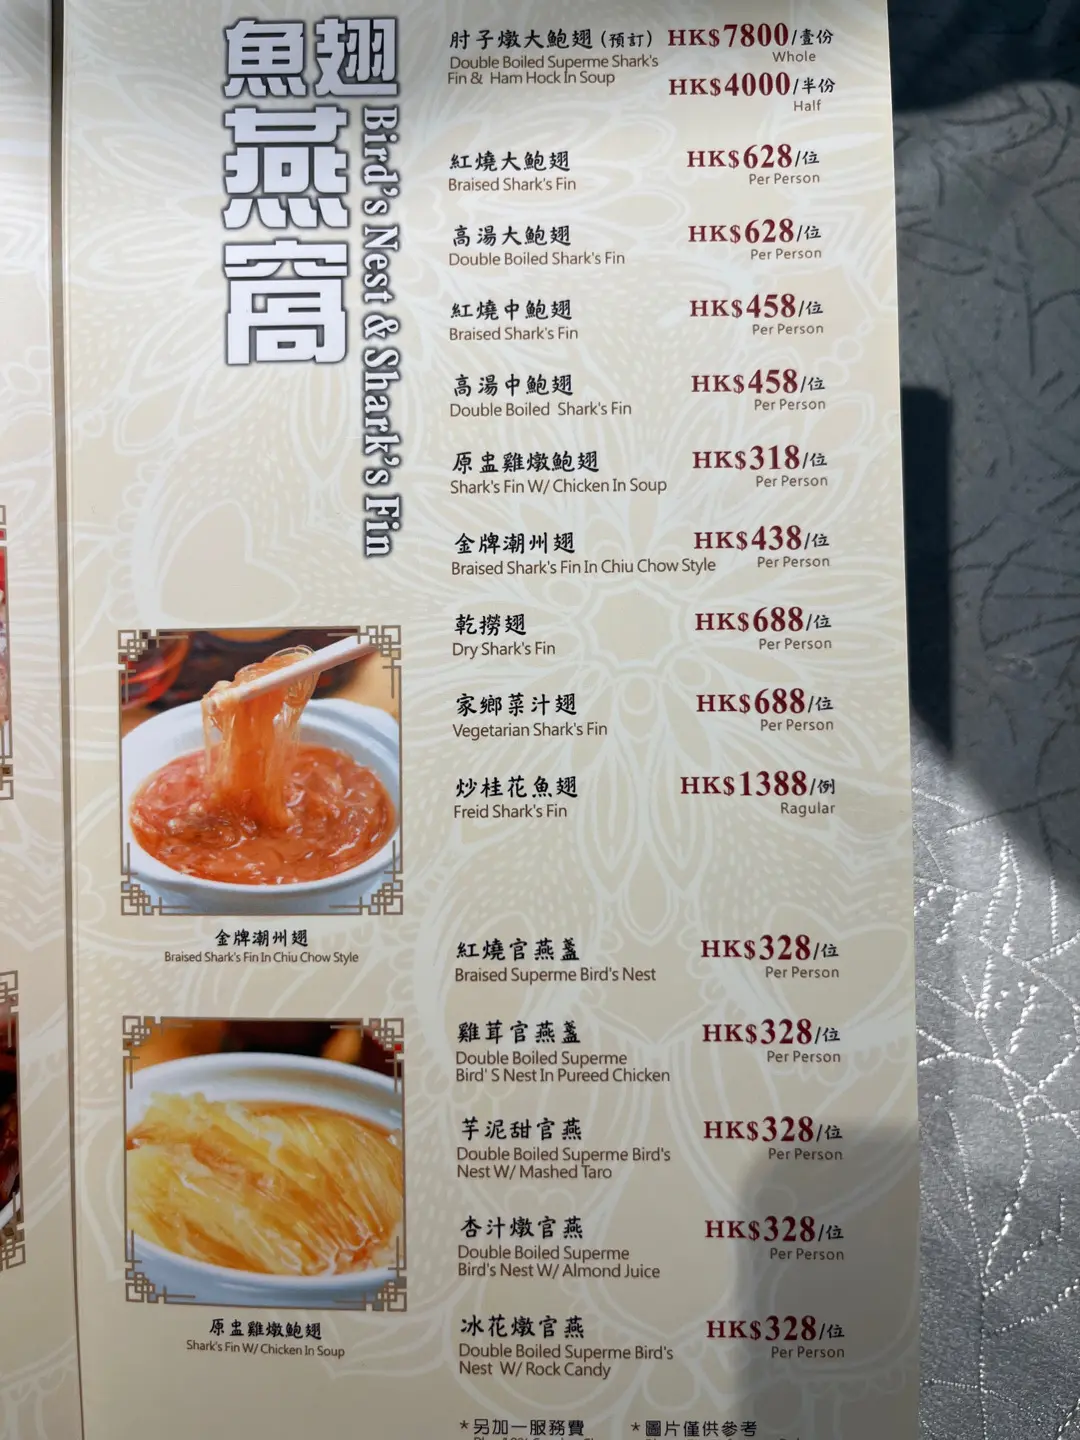 魚翅
燕
窩
Bird's Nest & Shark's Fin
肘子燉大鮑翅 (預訂) HK$7800/壹份
Double Boiled Superme Shark's Whole
Fin & Ham Hock In Soup
HK$4000/半份
Half
紅燒大鮑翅 HK$628/位
Braised Shark's Fin Per Person
高湯大鮑翅 HK$628/位
Double Boiled Shark's Fin Per Person
紅燒中鮑翅 HK$458/位
Braised Shark's Fin Per Person
高湯中鮑翅 HK$458/位
Double Boiled Shark's Fin Per Person
原盅雞燉鮑翅 HK$318/位
Shark's Fin W/ Chicken In Soup Per Person
金牌潮州翅 HK$438/位
Braised Shark's Fin In Chiu Chow Style Per Person
乾撈翅 HK$688/位
Dry Shark's Fin Per Person
家鄉菜汁翅 HK$688/位
Vegetarian Shark's Fin Per Person
炒桂花魚翅 HK$1388/例
Freid Shark's Fin Ragular
金牌潮州翅
Braised Shark's Fin In Chiu Chow Style
紅燒官燕盞 HK$328/位
Braised Superme Bird's Nest Per Person
雞茸官燕盞 HK$328/位
Double Boiled Superme Per Person
Bird' S Nest In Pureed Chicken
芋泥甜官燕 HK$328/位
Double Boiled Superme Bird's Per Person
Nest W/ Mashed Taro
杏汁燉官燕 HK$328/位
Double Boiled Superme Per Person
Bird's Nest W/ Almond Juice
冰花燉官燕 HK$328/位
Double Boiled Superme Bird's Per Person
Nest W/ Rock Candy
原盅雞燉鮑翅
Shark's Fin W/ Chicken In Soup
*另加一服務費 *圖片僅供參考